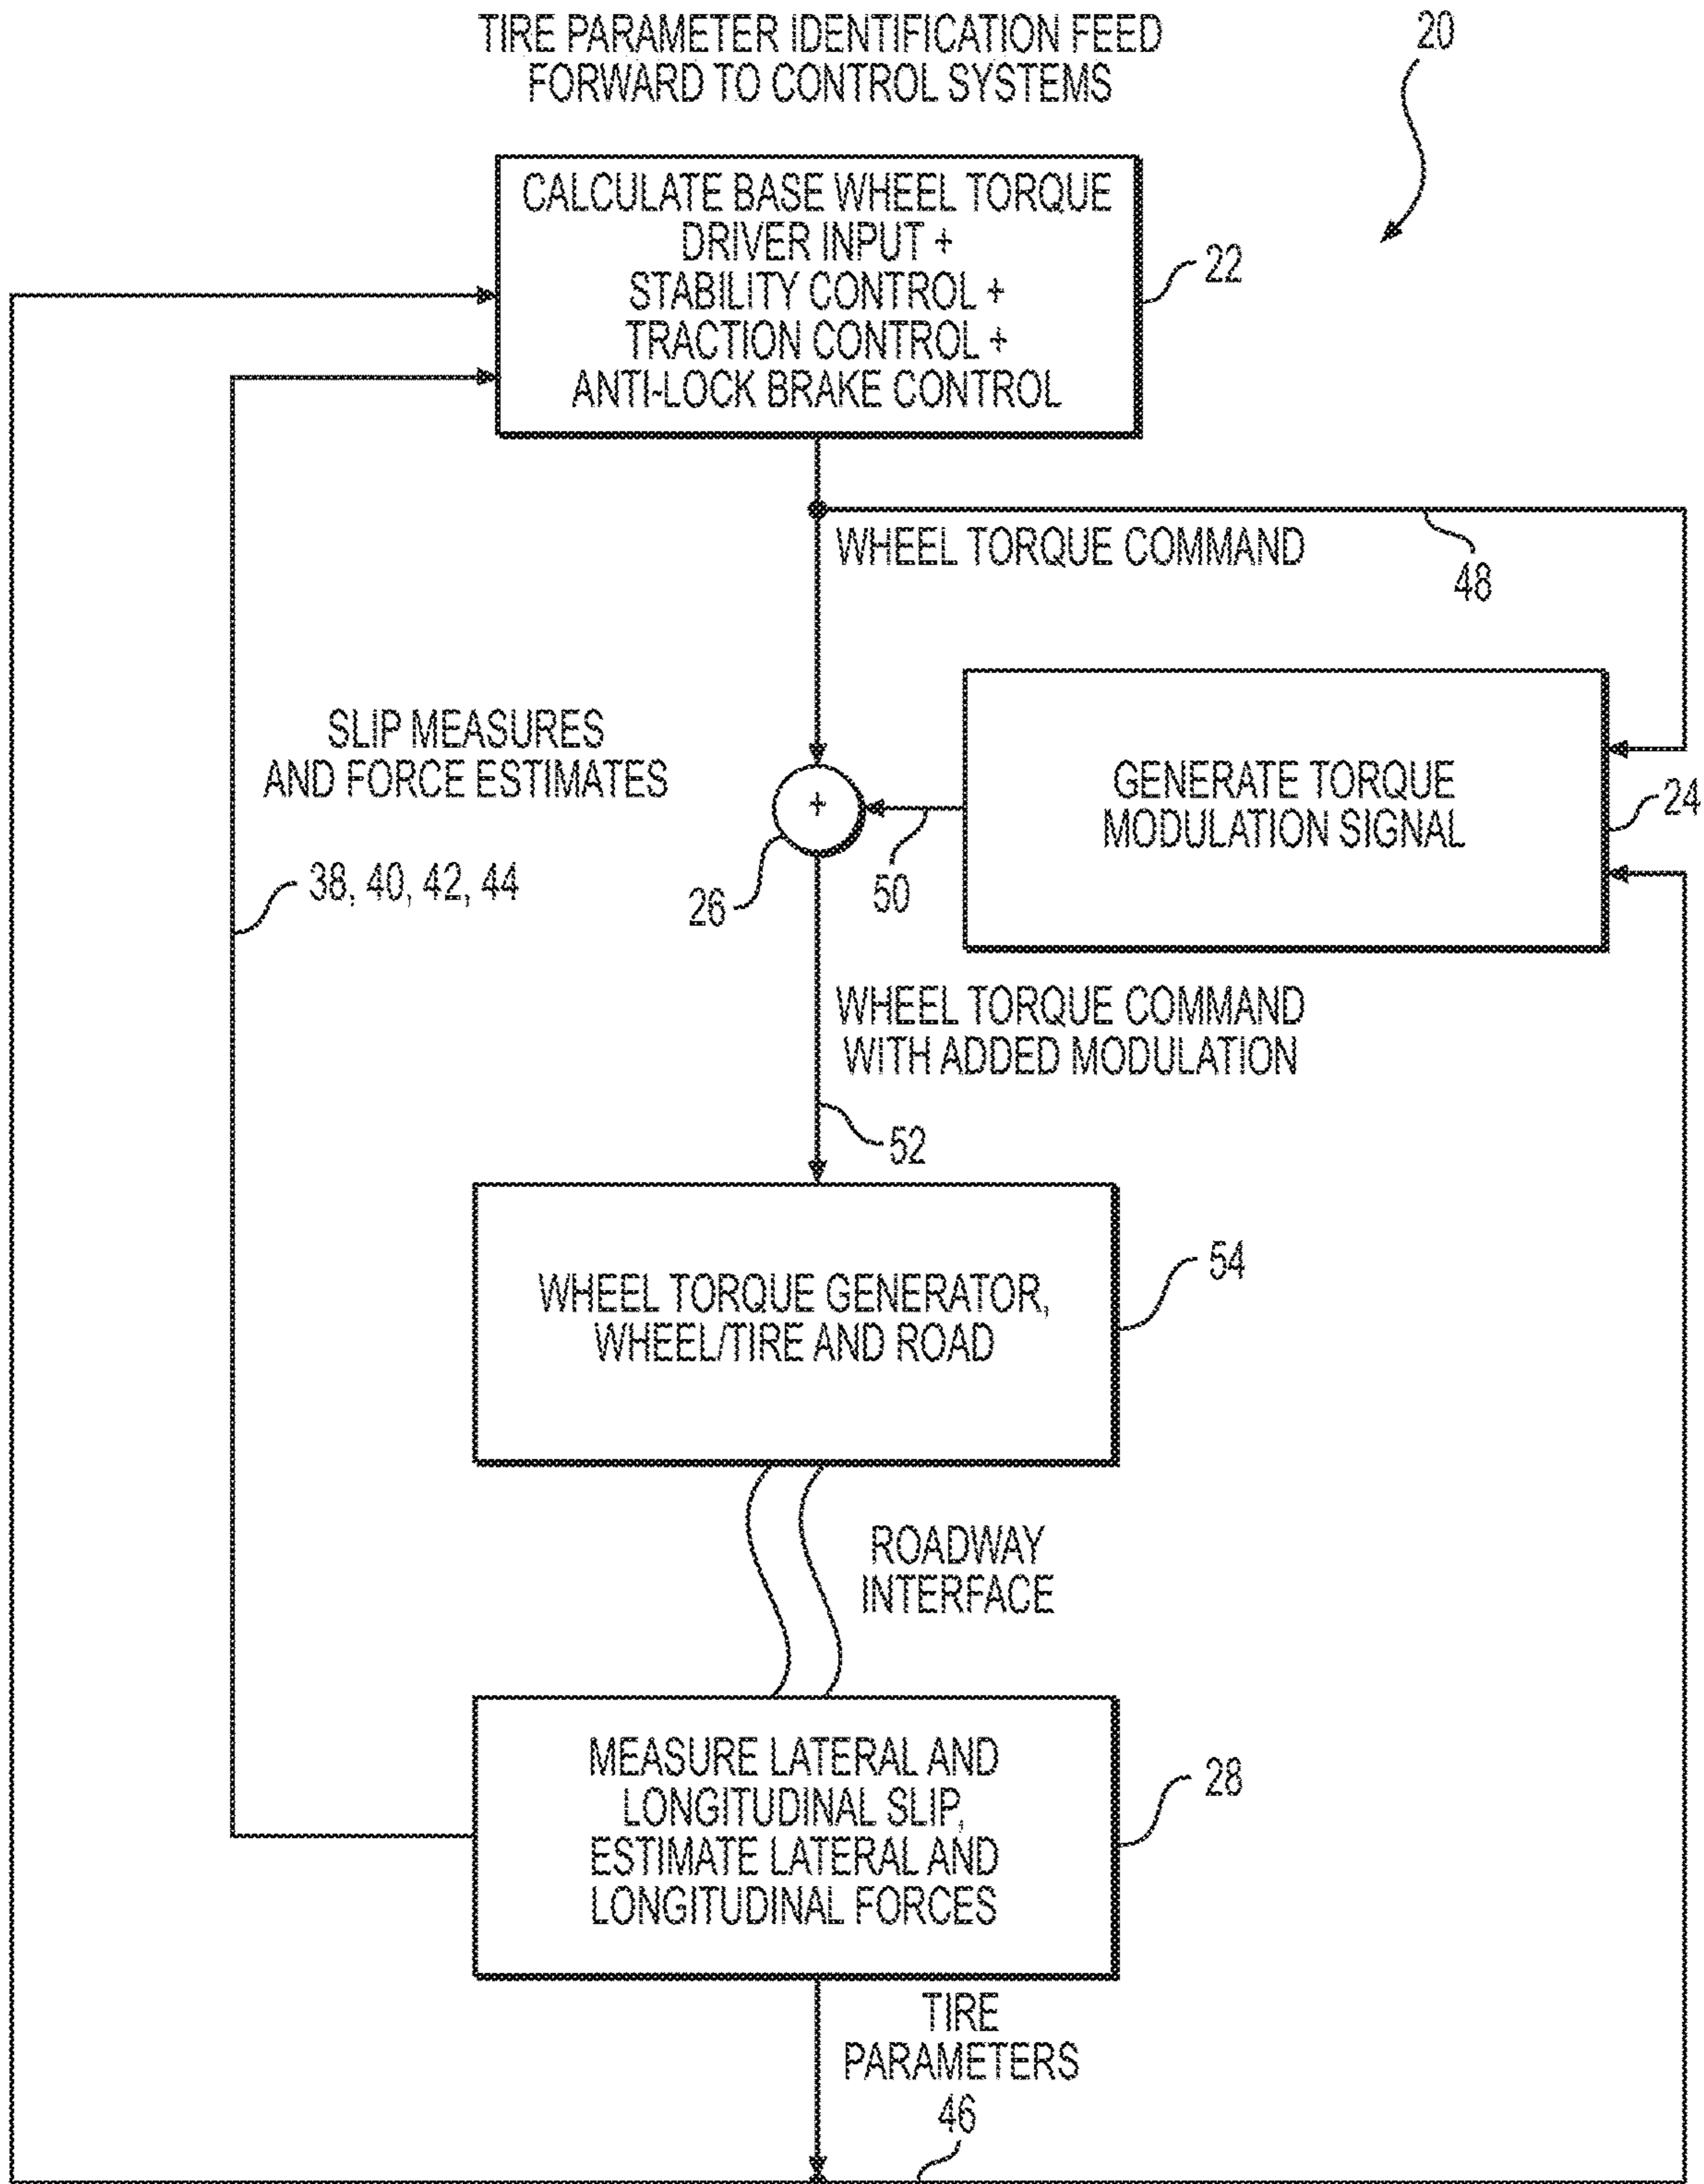 TIRE PARAMETER IDENTIFICATION FEED
FORWARD TO CONTROL SYSTEMS
20
CALCULATE BASE WHEEL TORQUE
DRIVER INPUT +
STABILITY CONTROL +
TRACTION CONTROL +
ANTI-LOCK BRAKE CONTROL
22
WHEEL TORQUE COMMAND
48
SLIP MEASURES
AND FORCE ESTIMATES
38, 40, 42, 44
+
26
50
GENERATE TORQUE
MODULATION SIGNAL
24
WHEEL TORQUE COMMAND
WITH ADDED MODULATION
52
WHEEL TORQUE GENERATOR,
WHEEL/TIRE AND ROAD
54
ROADWAY
INTERFACE
MEASURE LATERAL AND
LONGITUDINAL SLIP,
ESTIMATE LATERAL AND
LONGITUDINAL FORCES
28
TIRE
PARAMETERS
46